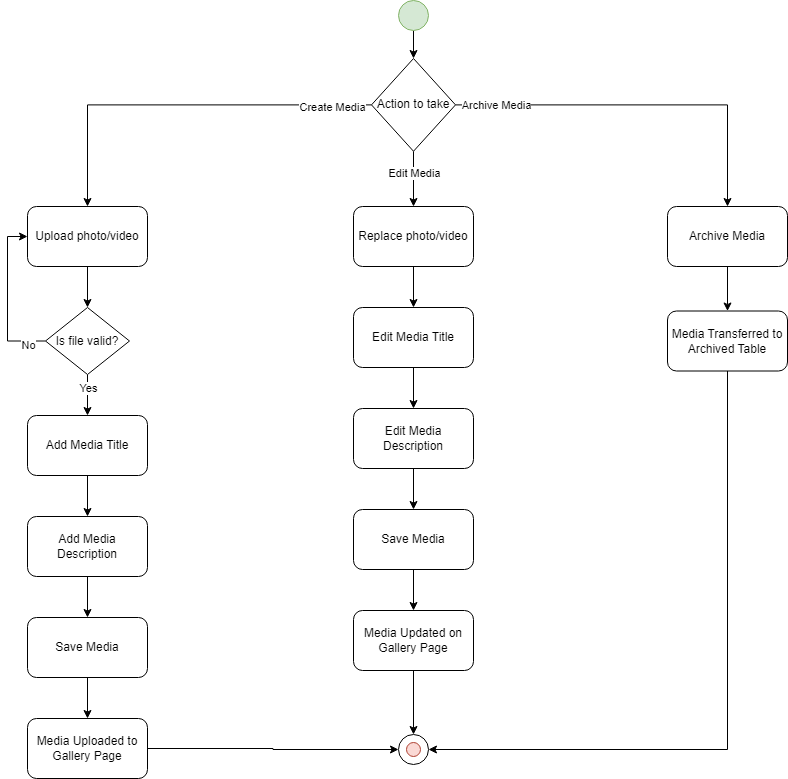 Action to take
Create Media
Archive Media
Edit Media
Upload photo/video
Replace photo/video
Archive Media
Is file valid?
No
Yes
Edit Media Title
Media Transferred to
Archived Table
Add Media Title
Edit Media
Description
Add Media
Description
Save Media
Save Media
Media Updated on
Gallery Page
Media Uploaded to
Gallery Page